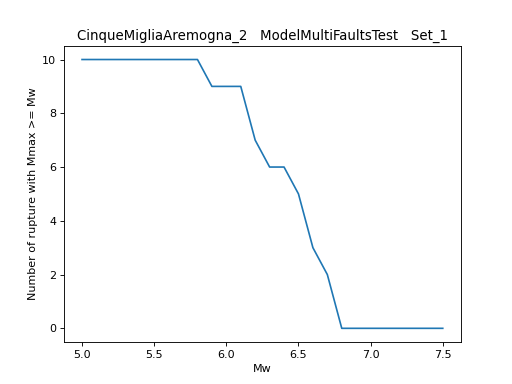 CinqueMigliaAremogna_2   ModelMultiFaultsTest   Set_1
Number of rupture with Mmax >= Mw
10
8
6
4
2
0
5.0 5.5 6.0 6.5 7.0 7.5
Mw